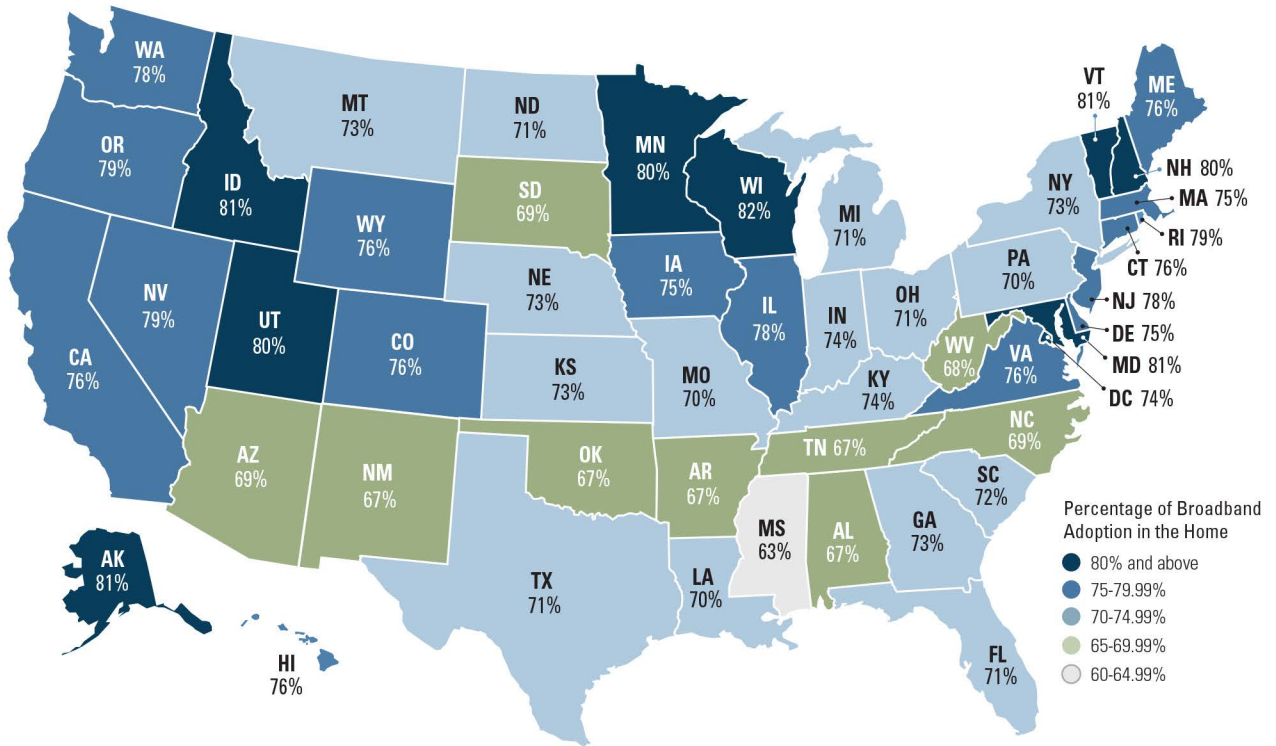 WA
78%
OR
79%
CA
76%
NV
79%
ID
81%
UT
80%
AZ
69%
MT
73%
WY
76%
CO
76%
NM
67%
ND
71%
SD
69%
NE
73%
KS
73%
OK
67%
TX
71%
MN
80%
IA
75%
MO
70%
AR
67%
LA
70%
WI
82%
IL
78%
MI
71%
IN
74%
OH
71%
KY
74%
TN 67%
MS
63%
AL
67%
GA
73%
FL
71%
SC
72%
NC
69%
VA
76%
WV
68%
PA
70%
NY
73%
VT
81%
ME
76%
NH 80%
MA 75%
RI 79%
CT 76%
NJ 78%
DE 75%
MD 81%
DC 74%
AK
81%
HI
76%
Percentage of Broadband
Adoption in the Home
80% and above
75-79.99%
70-74.99%
65-69.99%
60-64.99%